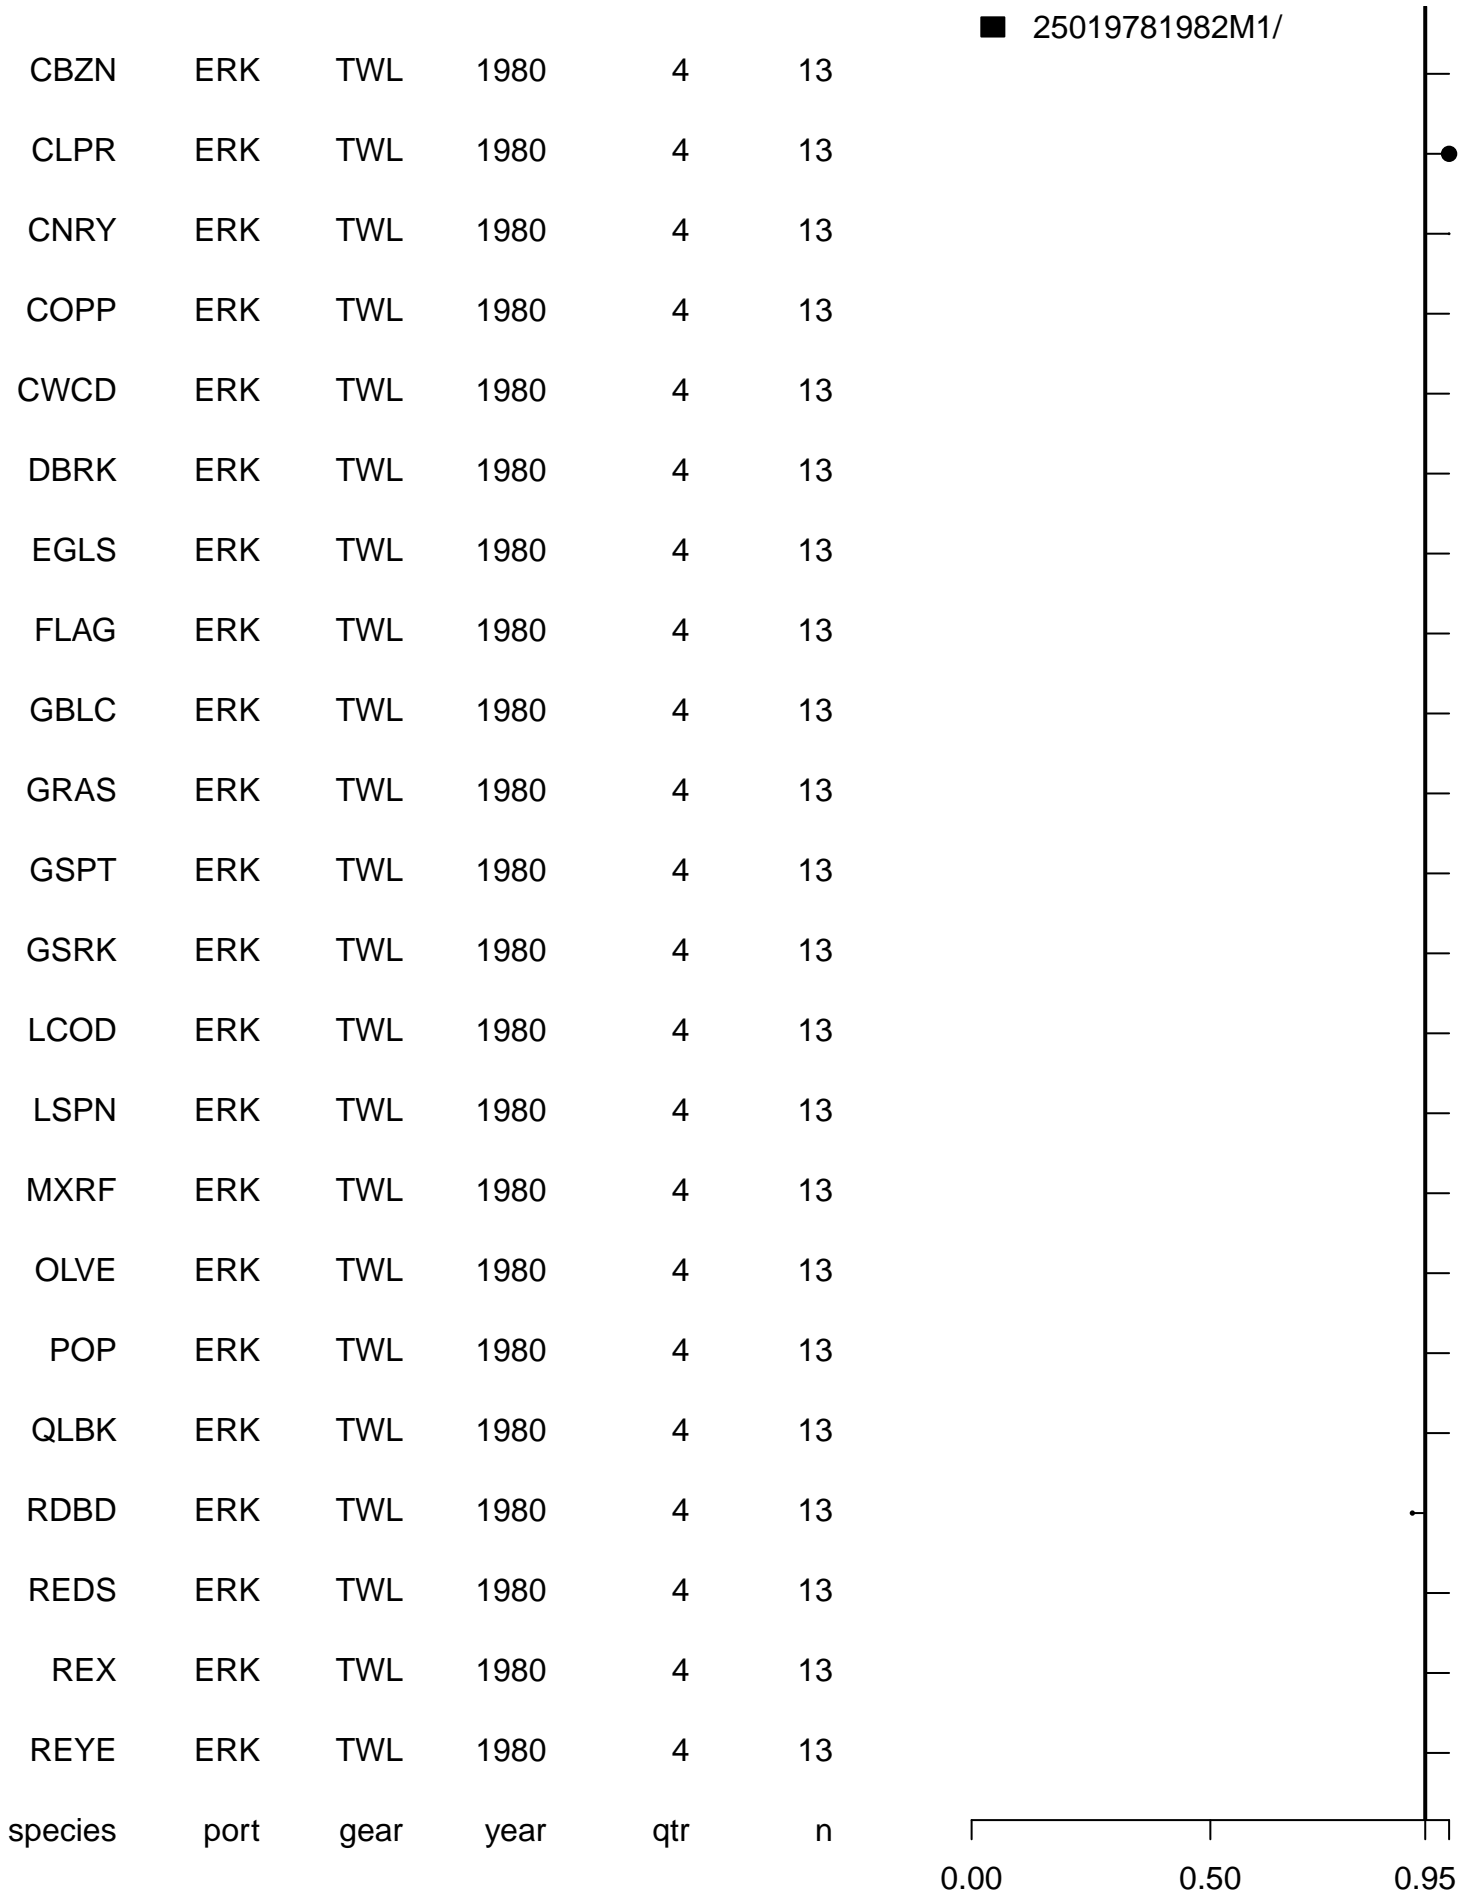 25019781982M1/
CBZN ERK TWL 1980 4 13
CLPR ERK TWL 1980 4 13
CNRY ERK TWL 1980 4 13
COPP ERK TWL 1980 4 13
CWCD ERK TWL 1980 4 13
DBRK ERK TWL 1980 4 13
EGLS ERK TWL 1980 4 13
FLAG ERK TWL 1980 4 13
GBLC ERK TWL 1980 4 13
GRAS ERK TWL 1980 4 13
GSPT ERK TWL 1980 4 13
GSRK ERK TWL 1980 4 13
LCOD ERK TWL 1980 4 13
LSPN ERK TWL 1980 4 13
MXRF ERK TWL 1980 4 13
OLVE ERK TWL 1980 4 13
POP ERK TWL 1980 4 13
QLBK ERK TWL 1980 4 13
RDBD ERK TWL 1980 4 13
REDS ERK TWL 1980 4 13
REX ERK TWL 1980 4 13
REYE ERK TWL 1980 4 13
species port gear year qtr n
0.00 0.50 0.95